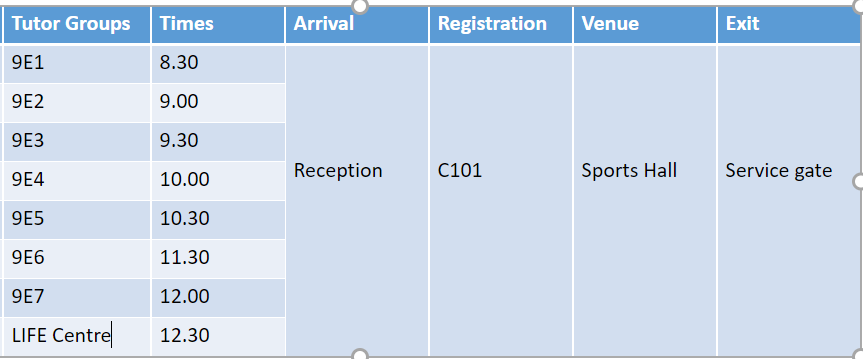 Tutor Groups Times Arrival Registration Venue Exit
9E1 8.30
9E2 9.00
9E3 9.30
9E4 10.00
Reception C101 Sports Hall Service gate
9E5 10.30
9E6 11.30
9E7 12.00
LIFE Centre 12.30